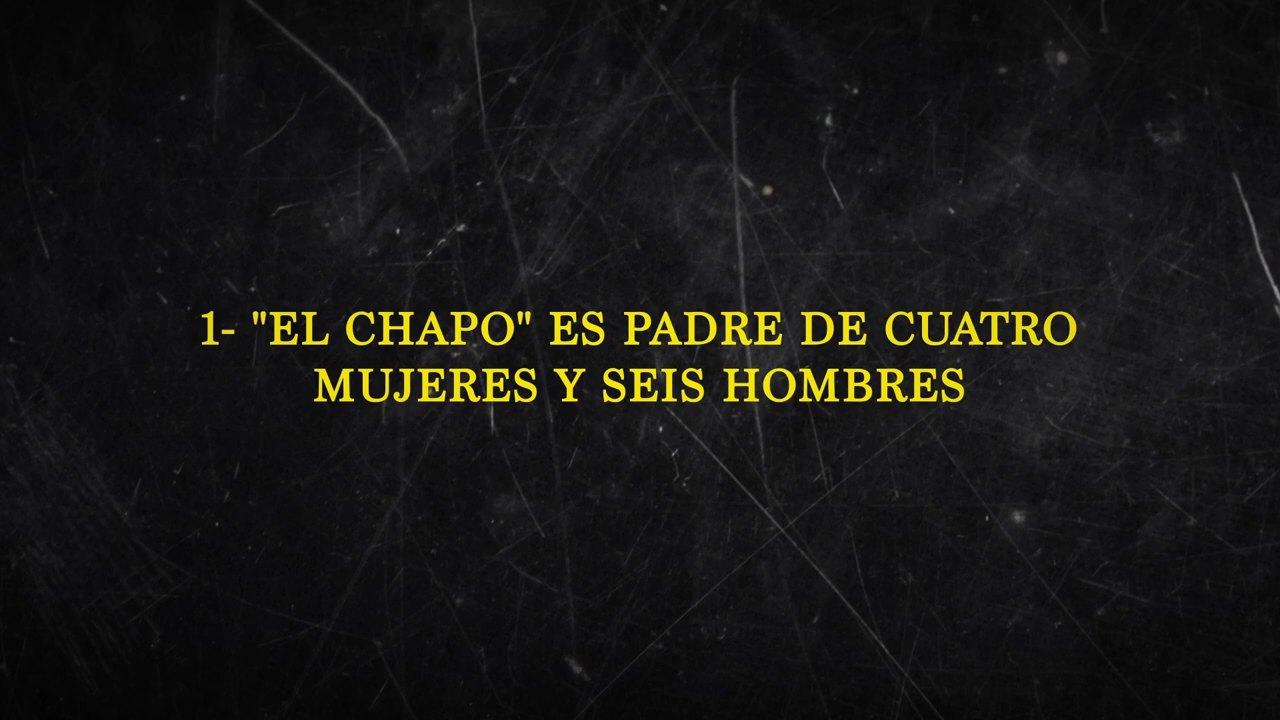 1- "EL CHAPO" ES PADRE DE CUATRO
MUJERES Y SEIS HOMBRES